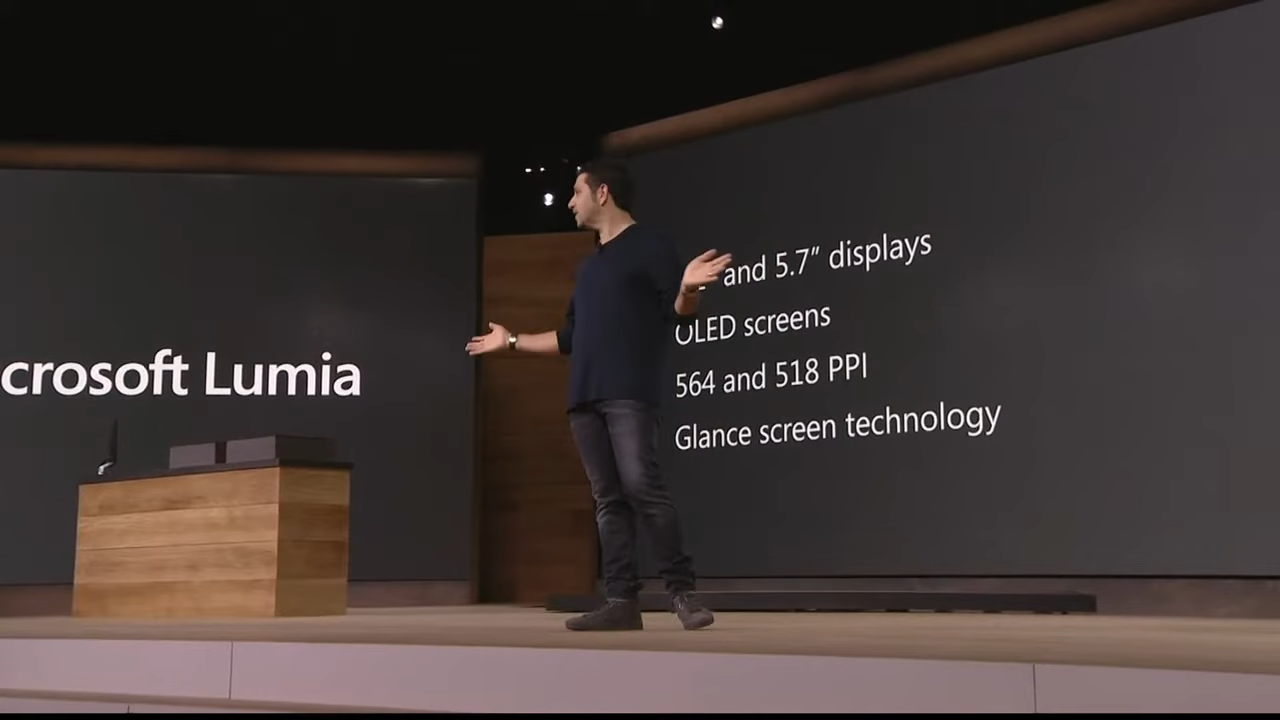 crosoft Lumia
and 5.7" displays
OLED screens
564 and 518 PPI
Glance screen technology